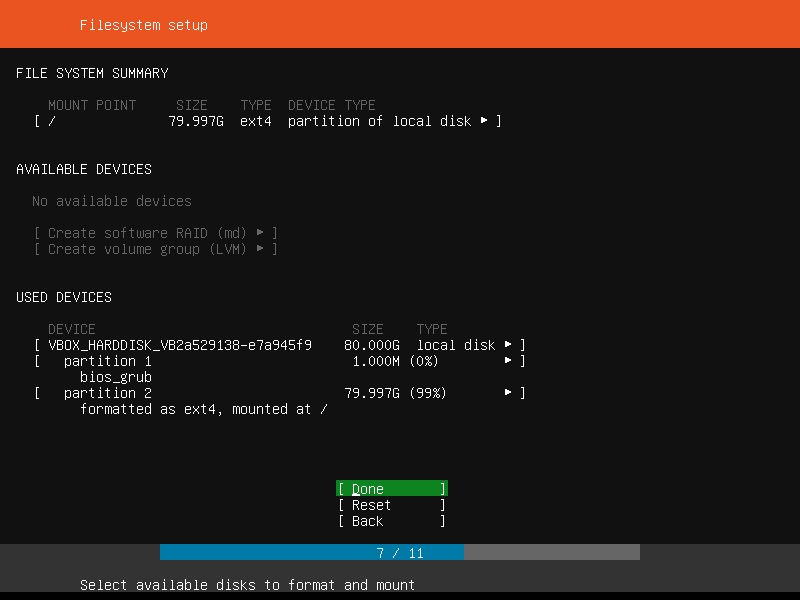 Filesystem setup
FILE SYSTEM SUMMARY
MOUNT POINT SIZE TYPE DEVICE TYPE
[ / 79.997G ext4 partition of local disk ▸ ]
AVAILABLE DEVICES
No available devices
[ Create software RAID (md) ▸ ]
[ Create volume group (LVM) ▸ ]
USED DEVICES
DEVICE SIZE TYPE
[ VBOX_HARDDISK_VB2a529138-e7a945f9 80.000G local disk ▸ ]
[ partition 1 1.000M (0%) ▸ ]
bios_grub
[ partition 2 79.997G (99%) ▸ ]
formatted as ext4, mounted at /
[ Done ]
[ Reset ]
[ Back ]
7 / 11
Select available disks to format and mount